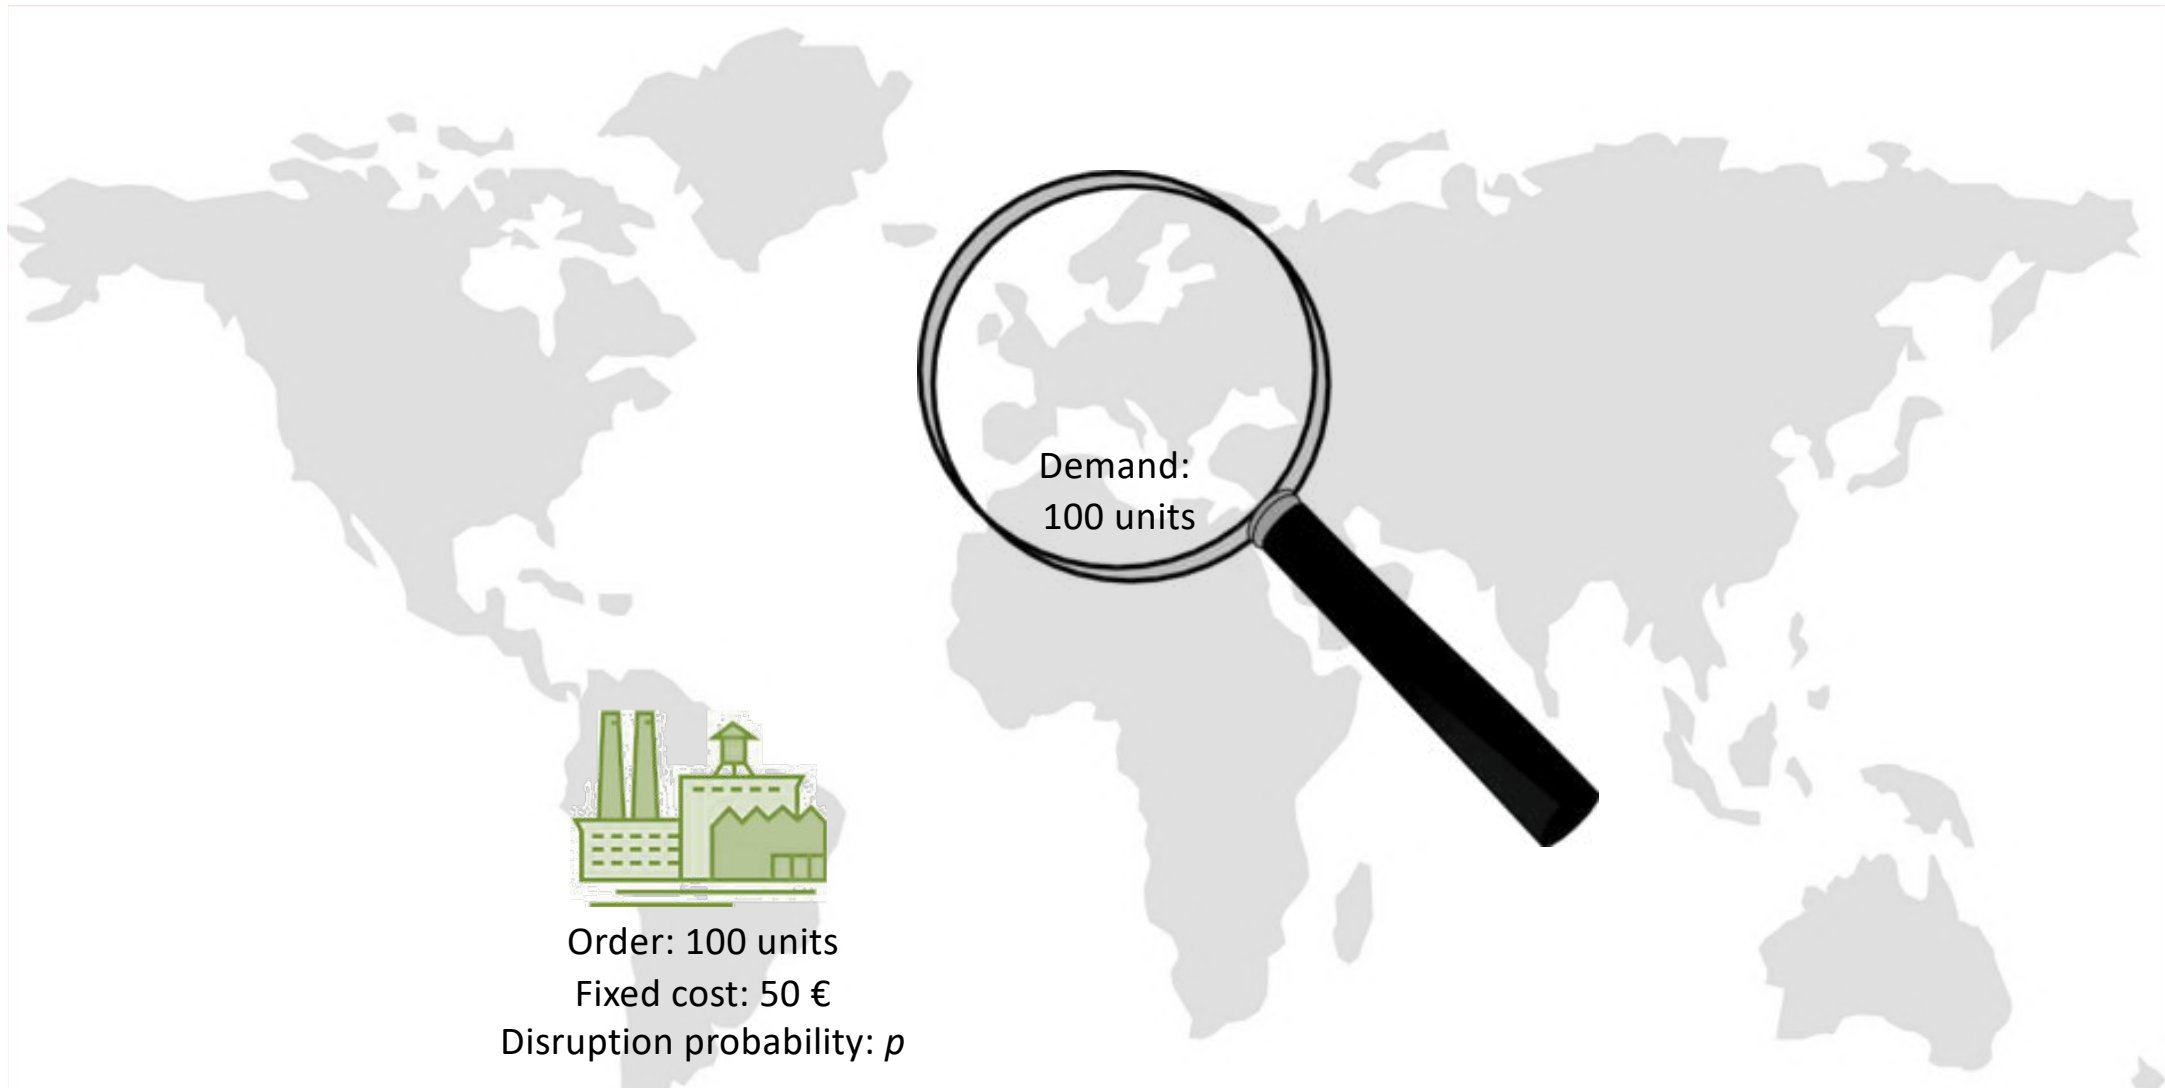 Demand:
100 units
Order: 100 units
Fixed cost: 50 €
Disruption probability: p